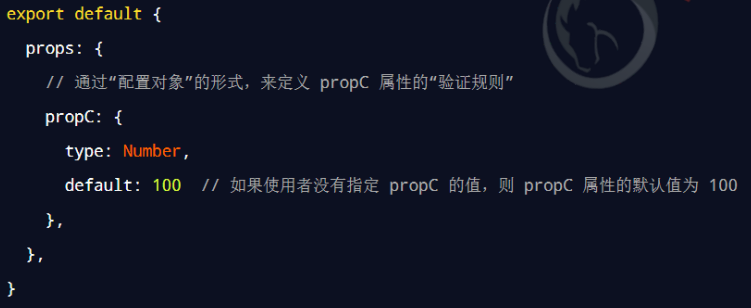 export default {
props: {
// 通过“配置对象”的形式，来定义 propC 属性的“验证规则”
propC: {
type: Number,
default: 100 // 如果使用者没有指定 propC 的值，则 propC 属性的默认值为 100
},
},
}